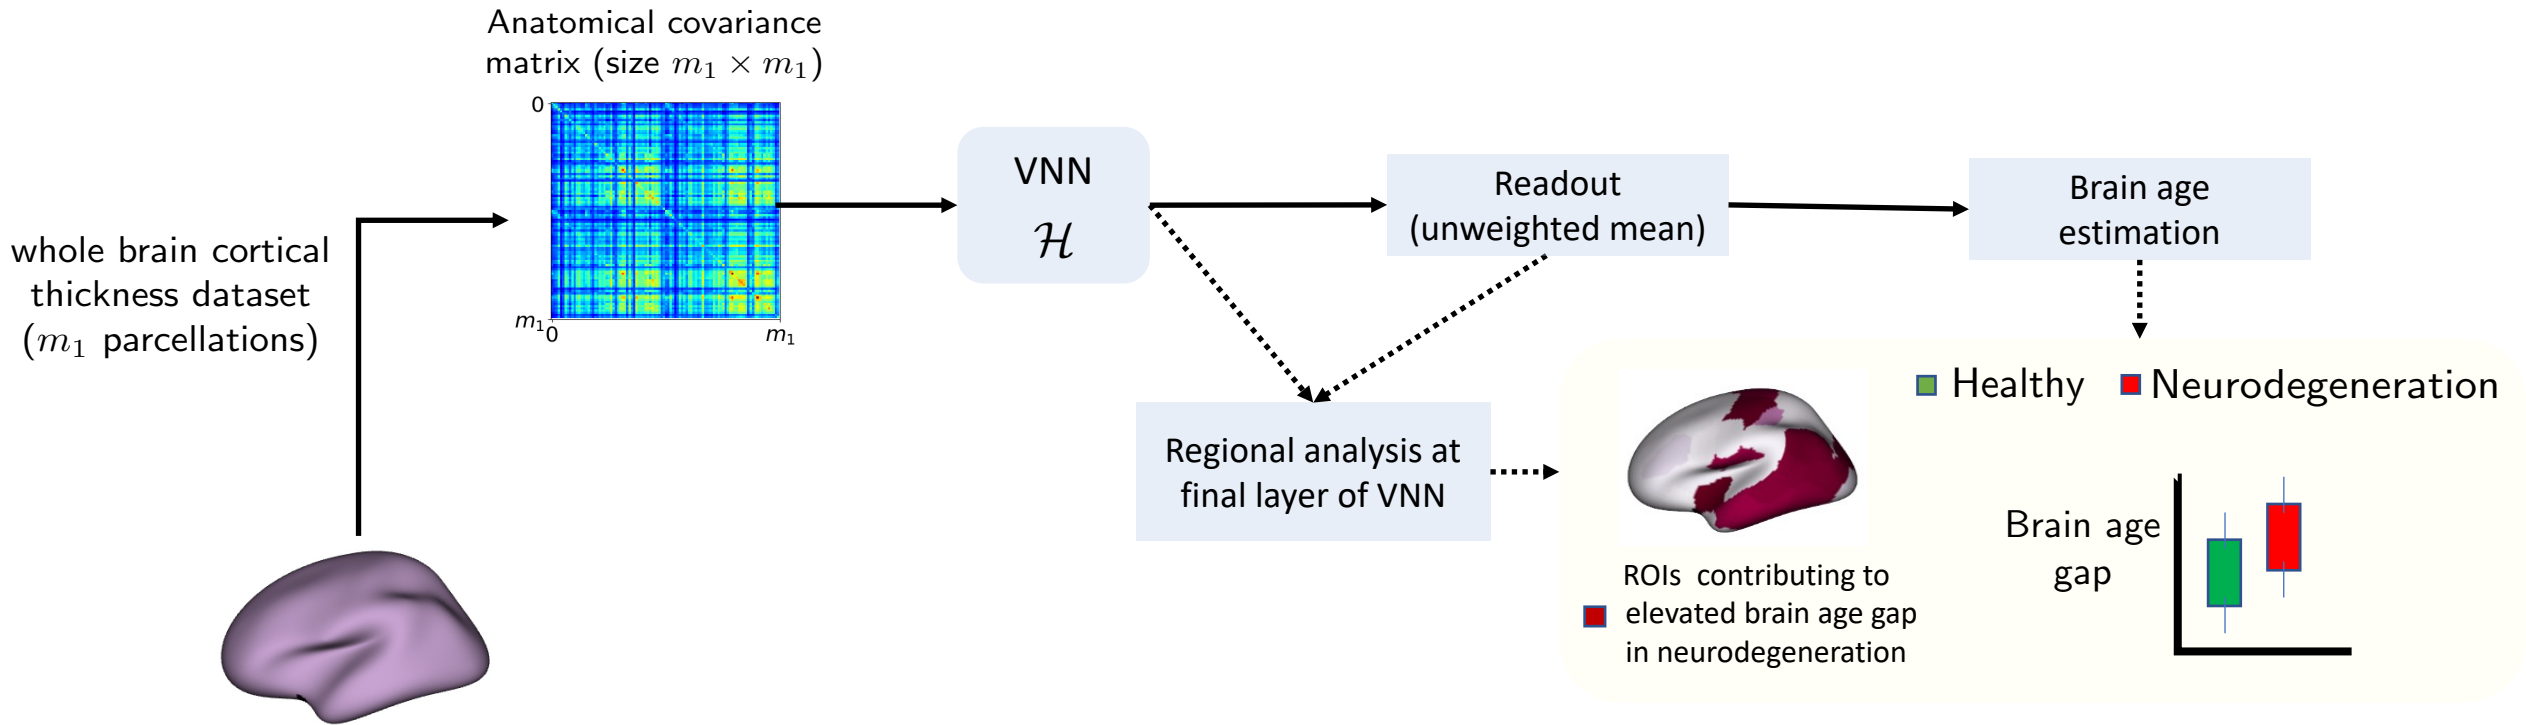 Anatomical covariance
matrix (size m₁ × m₁)
0
m₁
0
m₁
whole brain cortical
thickness dataset
(m₁ parcellations)
VNN
ℋ
Readout
(unweighted mean)
Brain age
estimation
Regional analysis at
final layer of VNN
Healthy
Neurodegeneration
ROIs contributing to
elevated brain age gap
in neurodegeneration
Brain age
gap